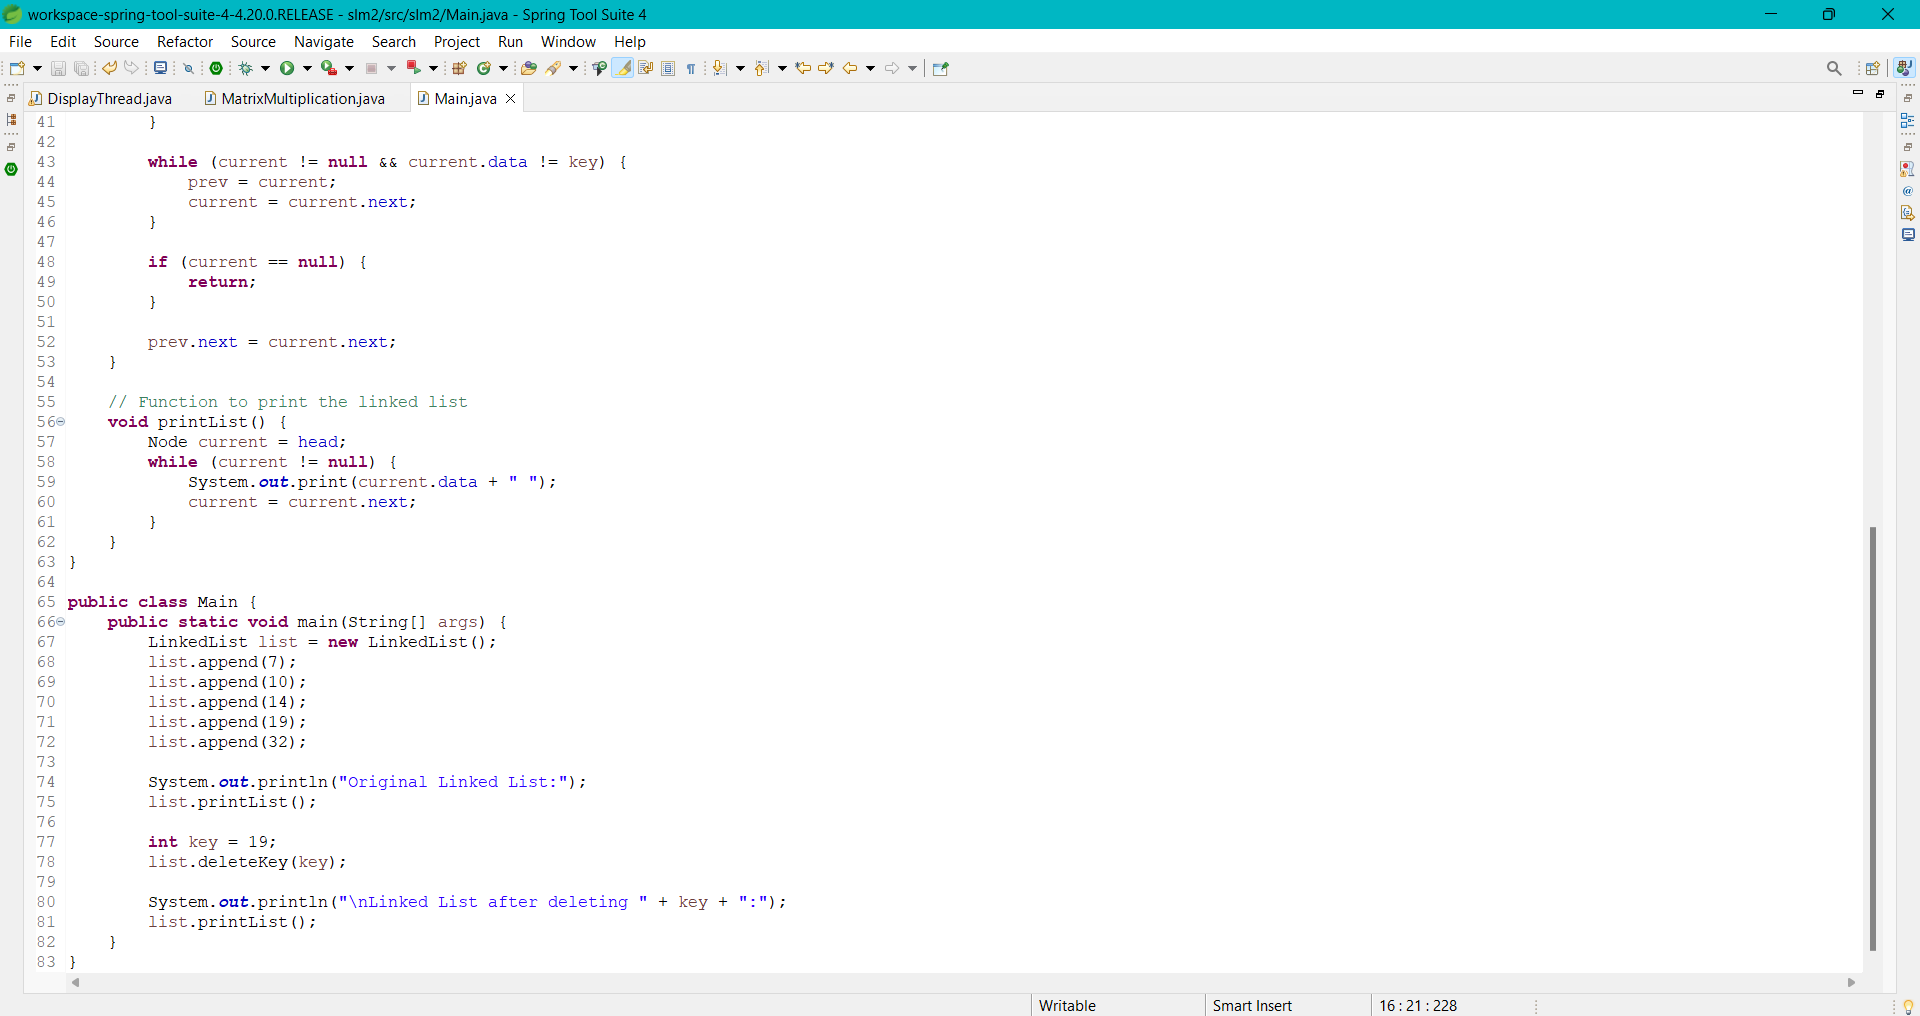 workspace-spring-tool-suite-4-4.20.0.RELEASE - slm2/src/slm2/Main.java - Spring Tool Suite 4
File Edit Source Refactor Source Navigate Search Project Run Window Help
DisplayThread.java MatrixMultiplication.java Main.java
41         }
42
43         while (current != null && current.data != key) {
44             prev = current;
45             current = current.next;
46         }
47
48         if (current == null) {
49             return;
50         }
51
52         prev.next = current.next;
53     }
54
55     // Function to print the linked list
56     void printList() {
57         Node current = head;
58         while (current != null) {
59             System.out.print(current.data + " ");
60             current = current.next;
61         }
62     }
63 }
64
65 public class Main {
66     public static void main(String[] args) {
67         LinkedList list = new LinkedList();
68         list.append(7);
69         list.append(10);
70         list.append(14);
71         list.append(19);
72         list.append(32);
73
74         System.out.println("Original Linked List:");
75         list.printList();
76
77         int key = 19;
78         list.deleteKey(key);
79
80         System.out.println("\nLinked List after deleting " + key + ":");
81         list.printList();
82     }
83 }
Writable Smart Insert 16 : 21 : 228